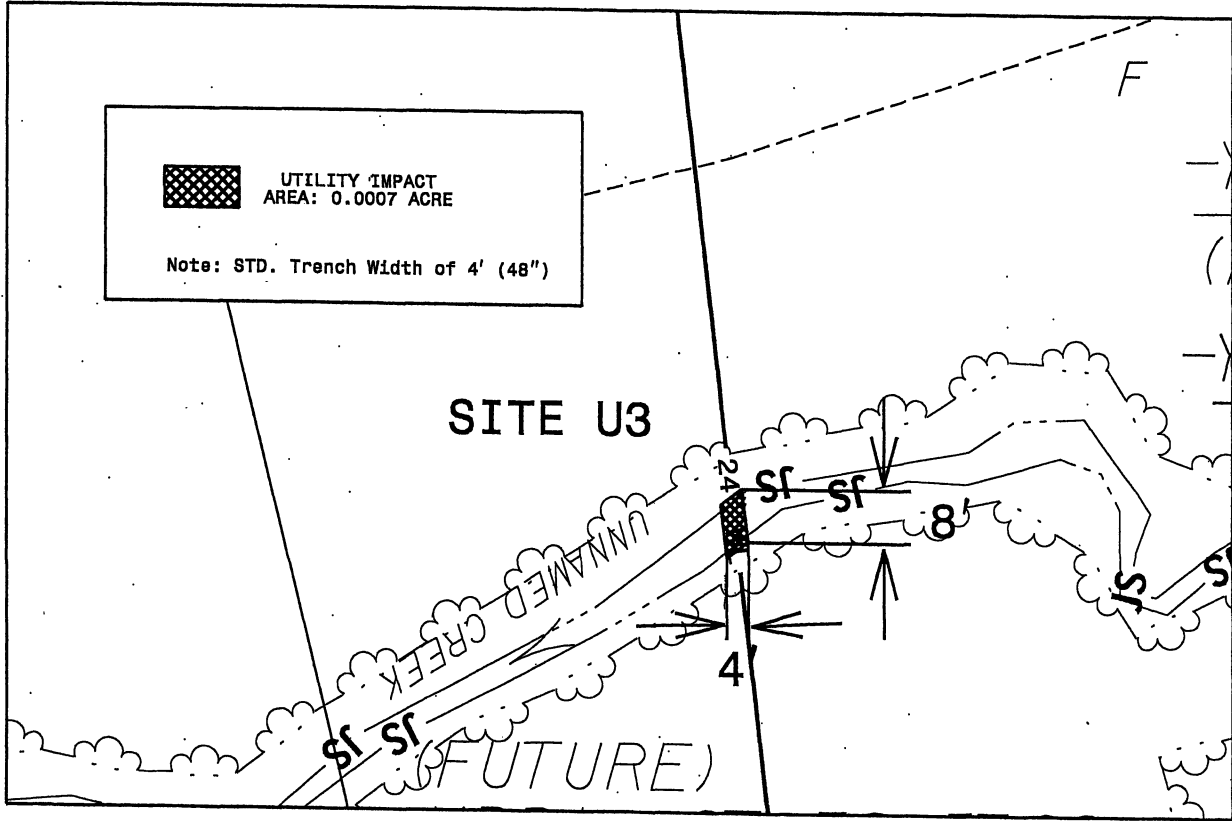 F
UTILITY IMPACT
AREA: 0.0007 ACRE
Note: STD. Trench Width of 4' (48")
SITE U3
24
JS
JS
8'
UNNAMED CREEK
JS
4'
JS
JS
(FUTURE)